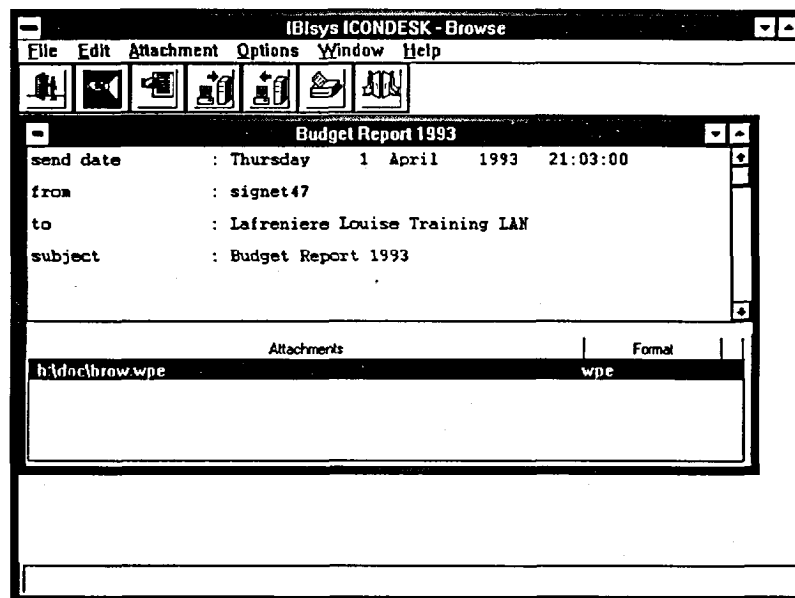 IBIsys ICONDESK - Browse
File Edit Attachment Options Window Help
Budget Report 1993
send date : Thursday 1 April 1993 21:03:00
from : signet47
to : Lafreniere Louise Training LAN
subject : Budget Report 1993
Attachments Format
h:\doc\brow.wpe wpe